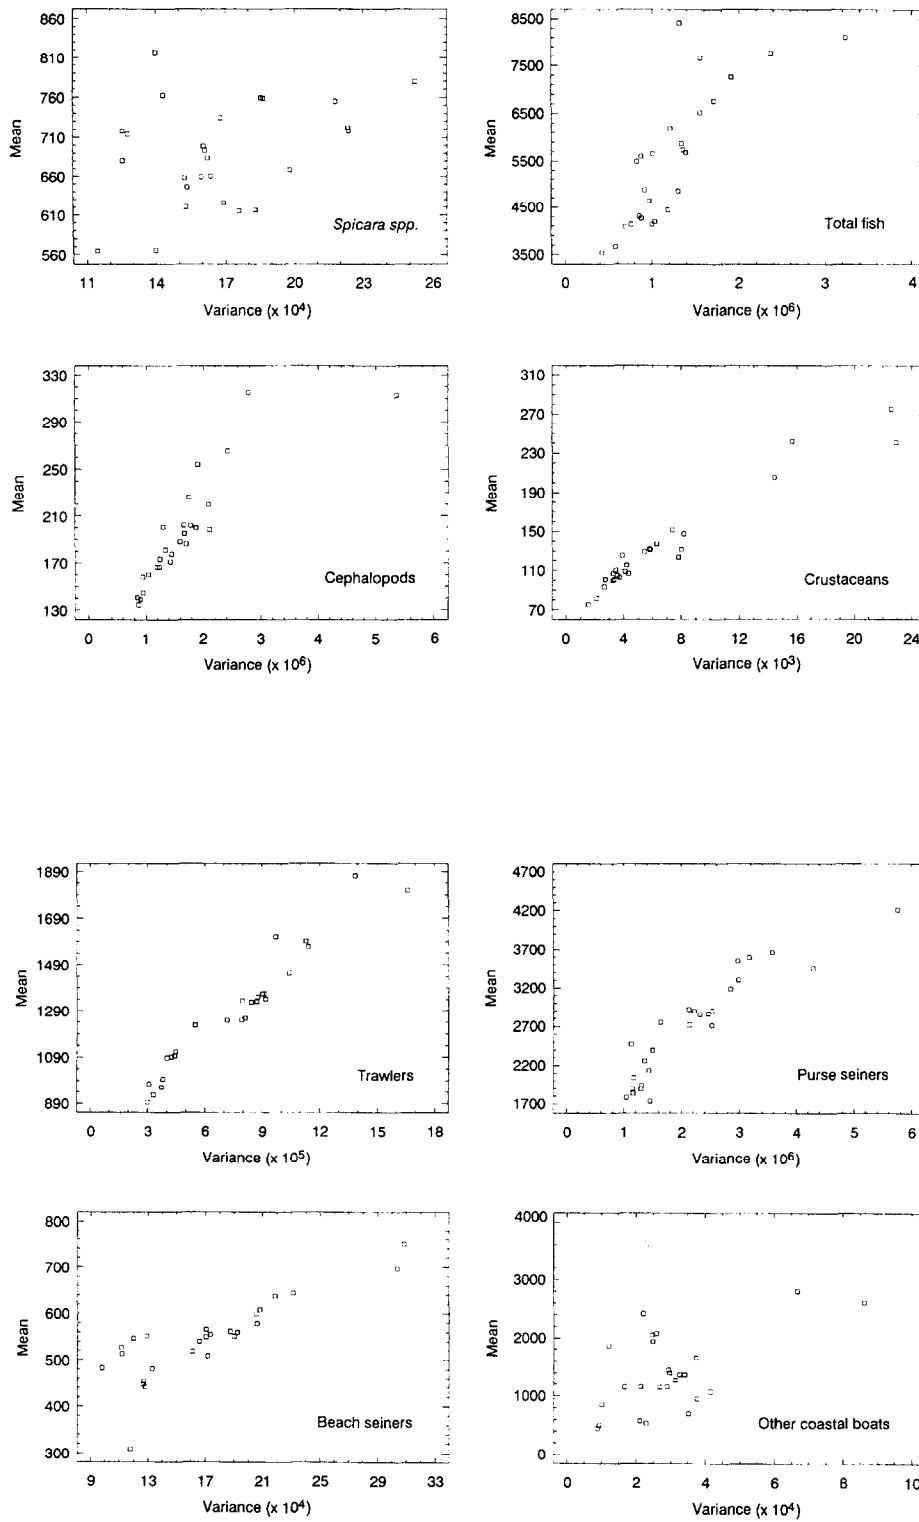 860
810
760
710
660
610
560
Mean
Spicara spp.
11 14 17 20 23 26
Variance (x 10⁴)
8500
7500
6500
5500
4500
3500
Mean
Total fish
0 1 2 3 4
Variance (x 10⁶)
330
290
250
210
170
130
Mean
Cephalopods
0 1 2 3 4 5 6
Variance (x 10⁶)
310
270
230
190
150
110
70
Mean
Crustaceans
0 4 8 12 16 20 24
Variance (x 10³)
1890
1690
1490
1290
1090
890
Mean
Trawlers
0 3 6 9 12 15 18
Variance (x 10⁵)
4700
4200
3700
3200
2700
2200
1700
Mean
Purse seiners
0 1 2 3 4 5 6
Variance (x 10⁶)
800
700
600
500
400
300
Mean
Beach seiners
9 13 17 21 25 29 33
Variance (x 10⁴)
4000
3000
2000
1000
0
Mean
Other coastal boats
0 2 4 6 8 10
Variance (x 10⁴)